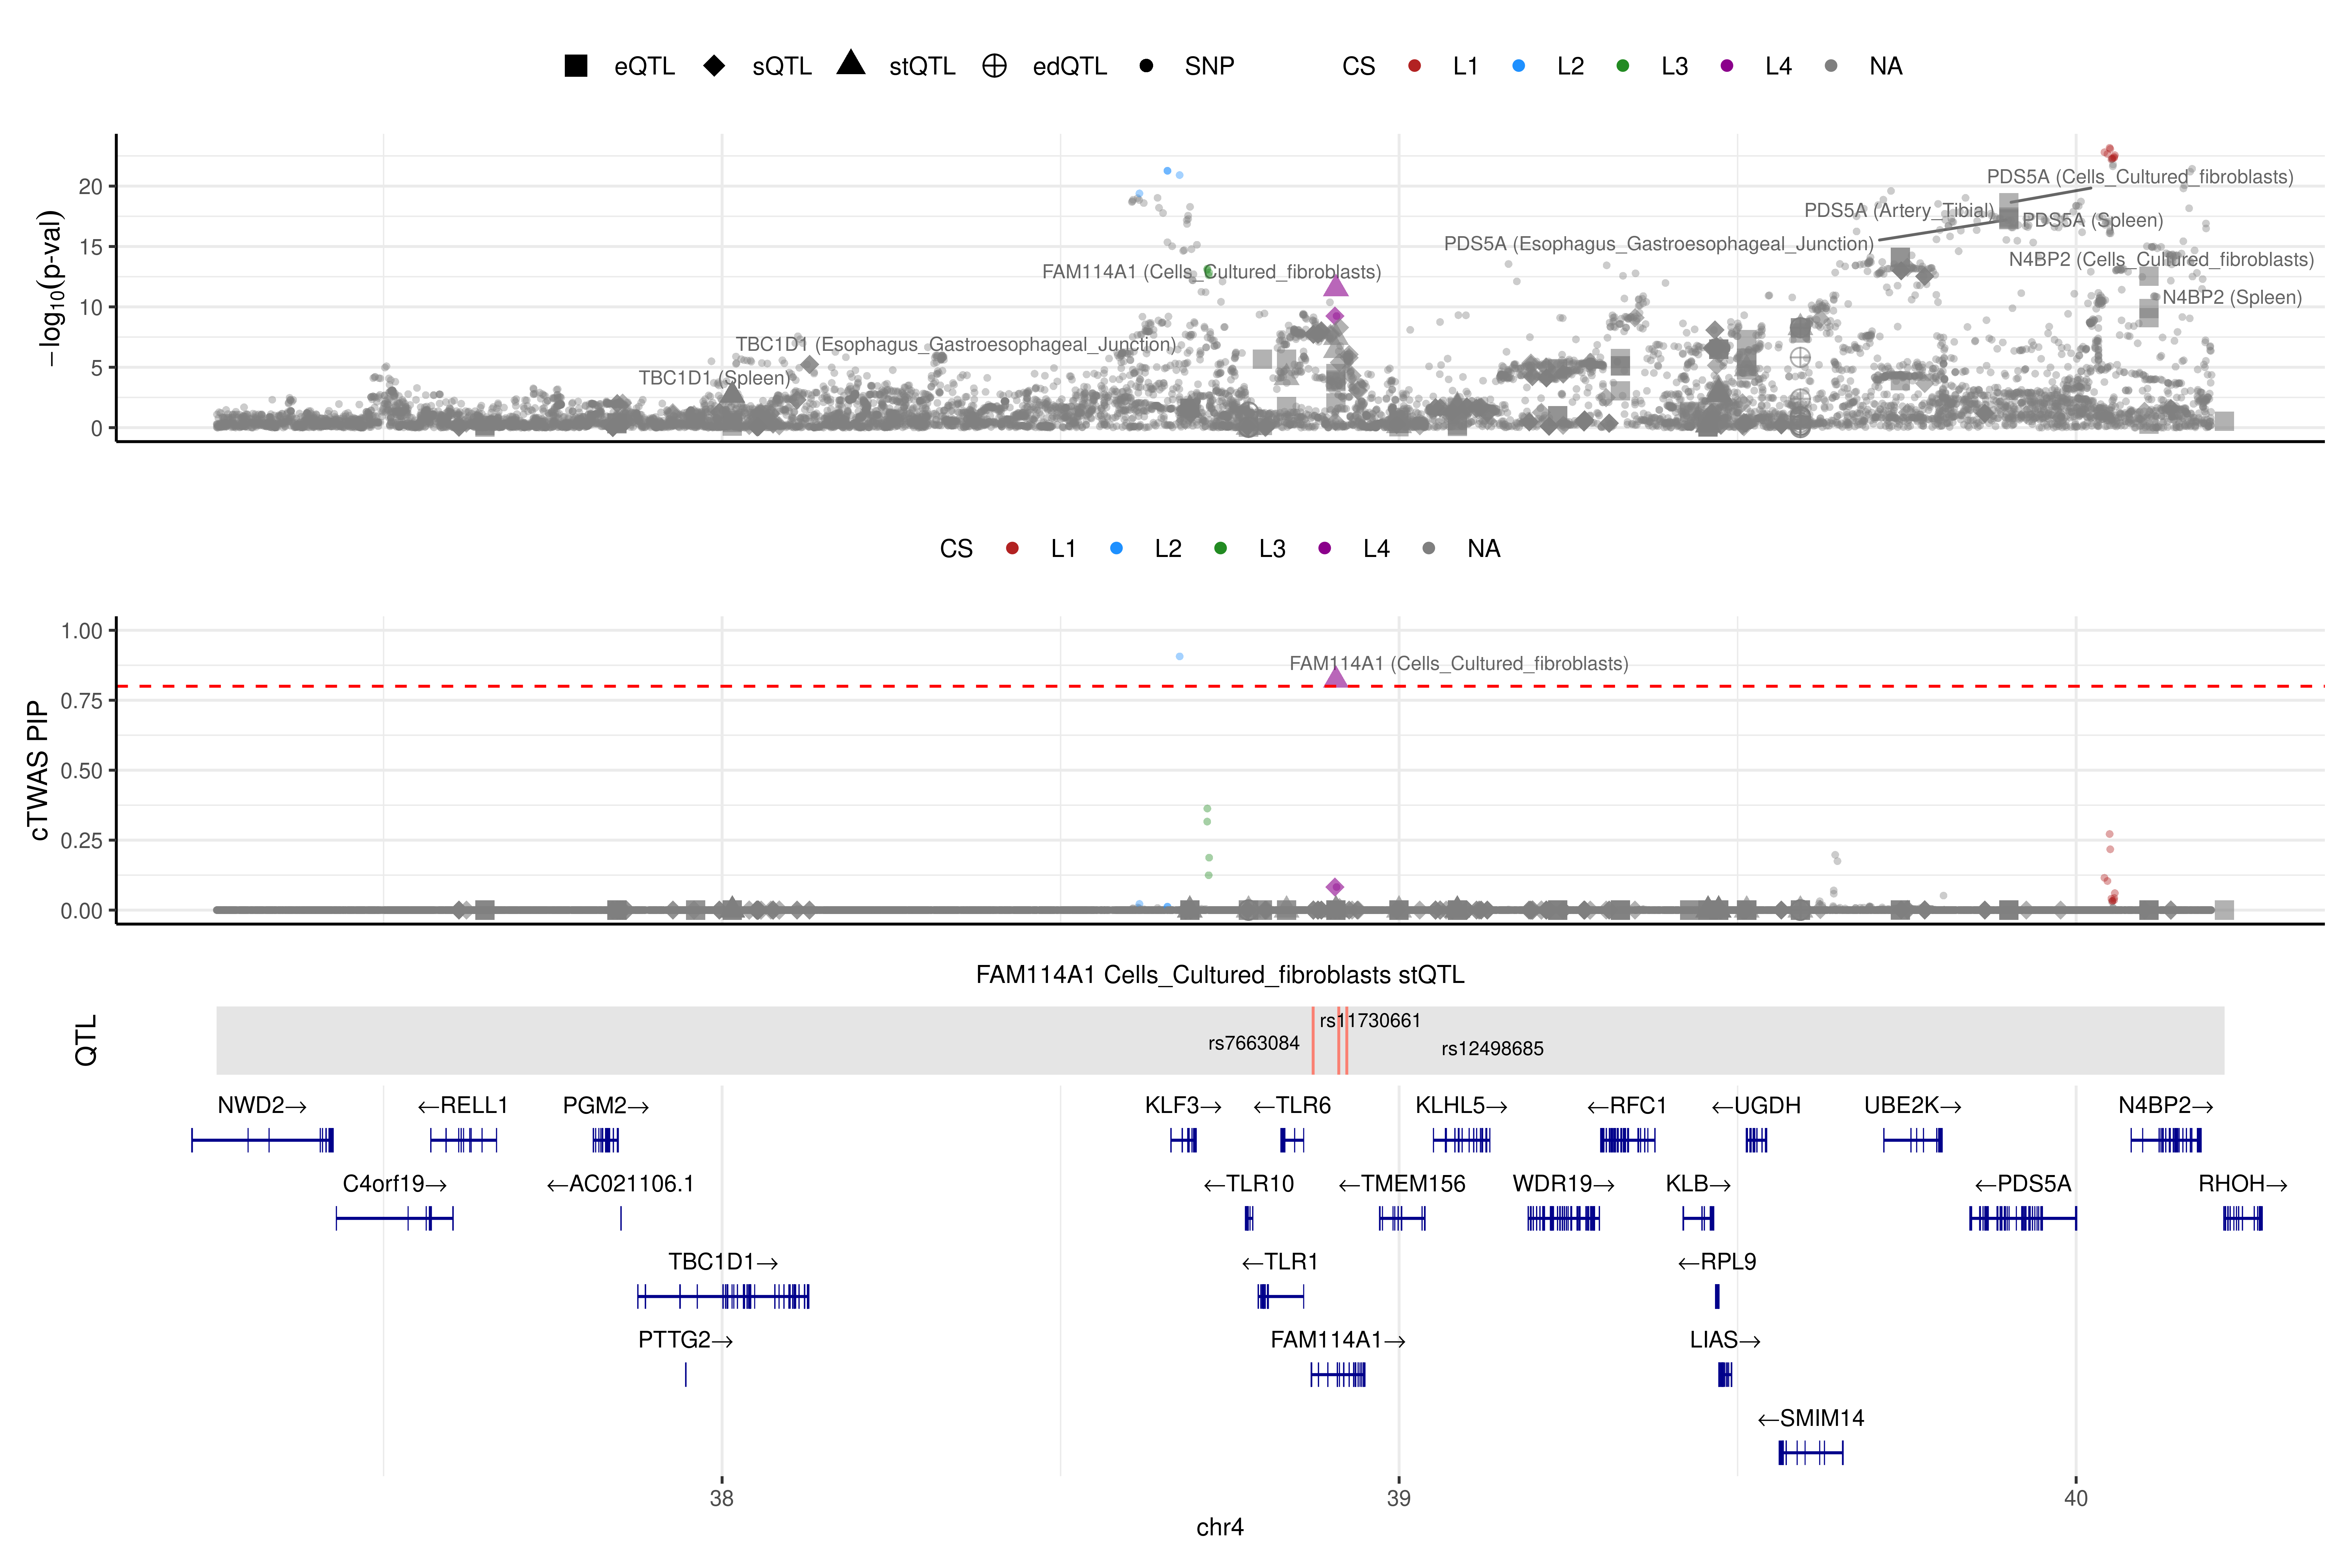 eQTL sQTL stQTL edQTL SNP CS L1 L2 L3 L4 NA
−log10(p-val)
20
15
10
5
0
PDS5A (Cells_Cultured_fibroblasts)
PDS5A (Artery_Tibial)
PDS5A (Spleen)
PDS5A (Esophagus_Gastroesophageal_Junction)
N4BP2 (Cells_Cultured_fibroblasts)
FAM114A1 (Cells_Cultured_fibroblasts)
N4BP2 (Spleen)
TBC1D1 (Esophagus_Gastroesophageal_Junction)
TBC1D1 (Spleen)
CS L1 L2 L3 L4 NA
cTWAS PIP
1.00
0.75
0.50
0.25
0.00
FAM114A1 (Cells_Cultured_fibroblasts)
FAM114A1 Cells_Cultured_fibroblasts stQTL
QTL
rs11730661
rs7663084
rs12498685
NWD2→ ←RELL1 PGM2→ KLF3→ ←TLR6 KLHL5→ ←RFC1 ←UGDH UBE2K→ N4BP2→
C4orf19→ ←AC021106.1 ←TLR10 ←TMEM156 WDR19→ KLB→ ←PDS5A RHOH→
TBC1D1→ ←TLR1 ←RPL9
PTTG2→ FAM114A1→ LIAS→
←SMIM14
38 39 40
chr4